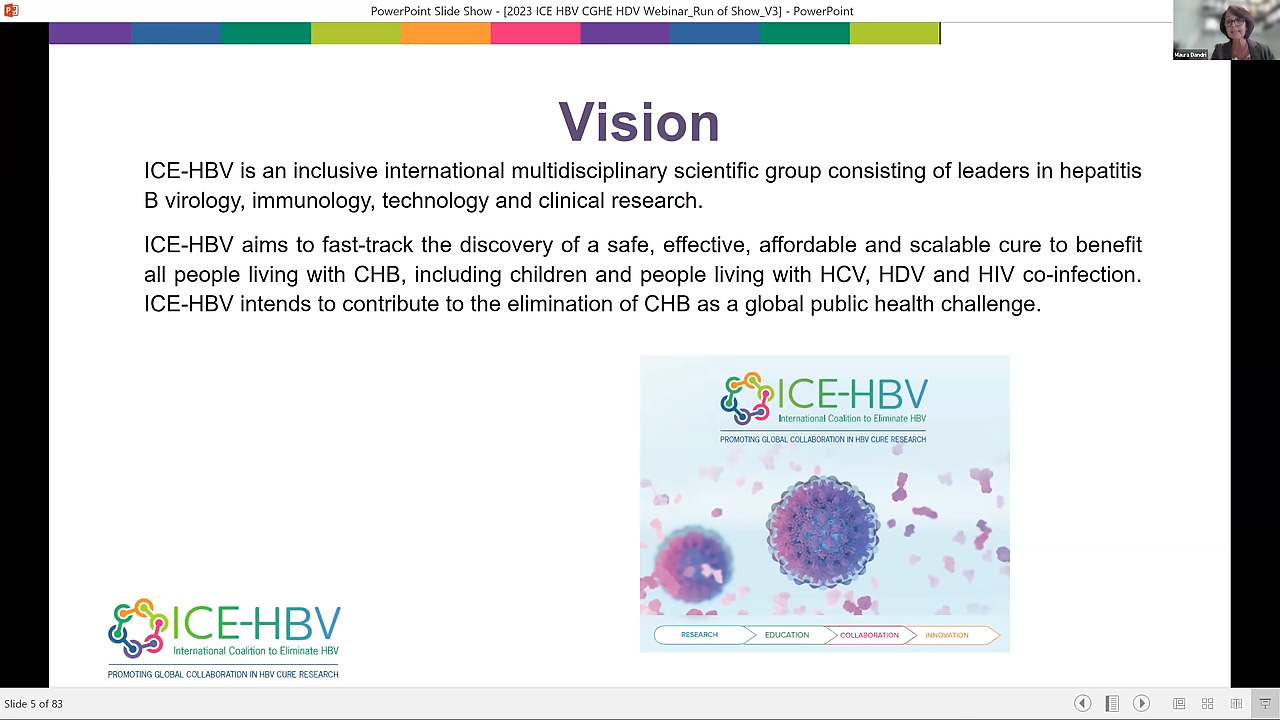 PowerPoint Slide Show - [2023 ICE HBV CGHE HDV Webinar_Run of Show_V3] - PowerPoint
Maura Dandri
Vision
ICE-HBV is an inclusive international multidisciplinary scientific group consisting of leaders in hepatitis
B virology, immunology, technology and clinical research.
ICE-HBV aims to fast-track the discovery of a safe, effective, affordable and scalable cure to benefit
all people living with CHB, including children and people living with HCV, HDV and HIV co-infection.
ICE-HBV intends to contribute to the elimination of CHB as a global public health challenge.
ICE-HBV
International Coalition to Eliminate HBV
PROMOTING GLOBAL COLLABORATION IN HBV CURE RESEARCH
RESEARCH EDUCATION COLLABORATION INNOVATION
ICE-HBV
International Coalition to Eliminate HBV
PROMOTING GLOBAL COLLABORATION IN HBV CURE RESEARCH
Slide 5 of 83